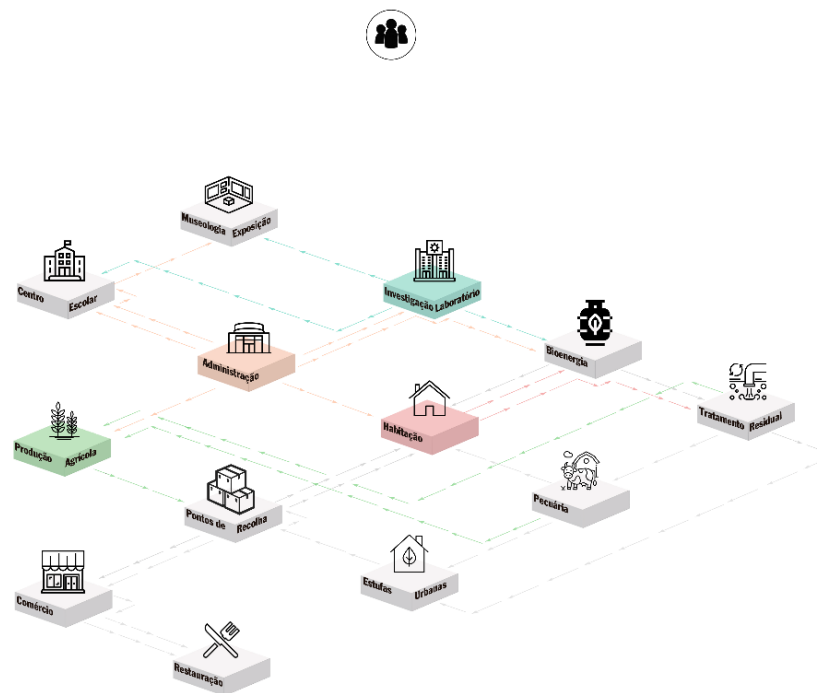 Museologia Exposição
Centro Escolar
Investigação Laboratório
Administração
Bioenergia
Habitação
Tratamento Residual
Produção Agrícola
Pecuária
Pontos de Recolha
Estufas Urbanas
Comércio
Restauração